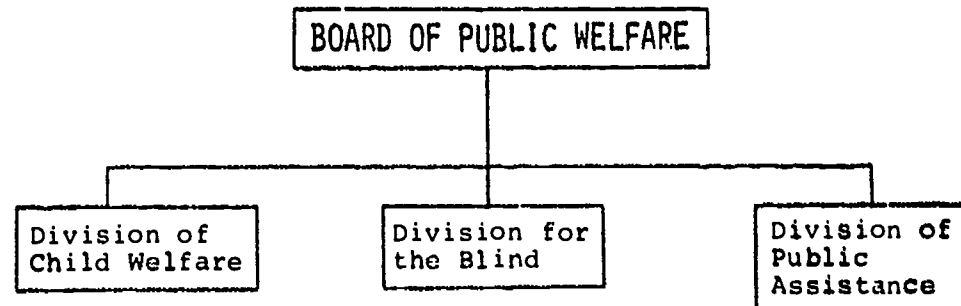 BOARD OF PUBLIC WELFARE
Division of
Child Welfare
Division for
the Blind
Division of
Public
Assistance